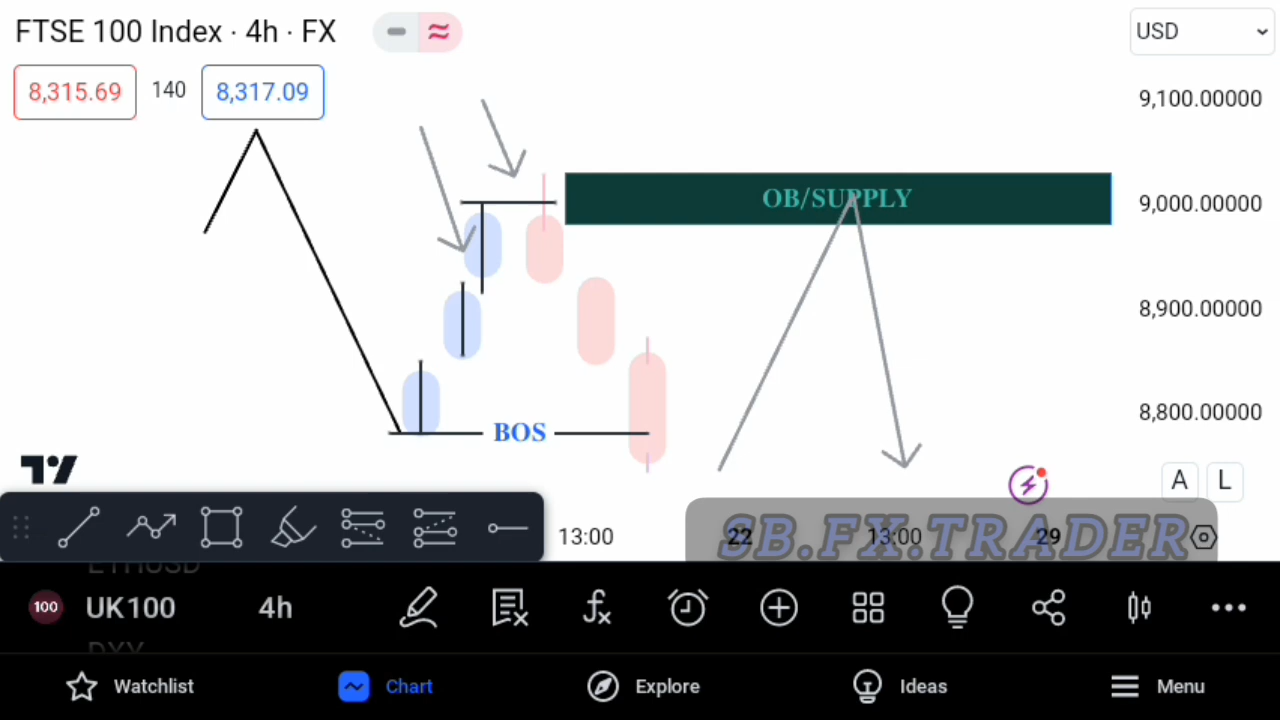 FTSE 100 Index · 4h · FX
USD
8,315.69
140
8,317.09
9,100.00000
OB/SUPPLY
9,000.00000
8,900.00000
8,800.00000
BOS
A
L
13:00
22
13:00
29
SB.FX.TRADER
ETHUSD
100
UK100
4h
DXY
Watchlist
Chart
Explore
Ideas
Menu